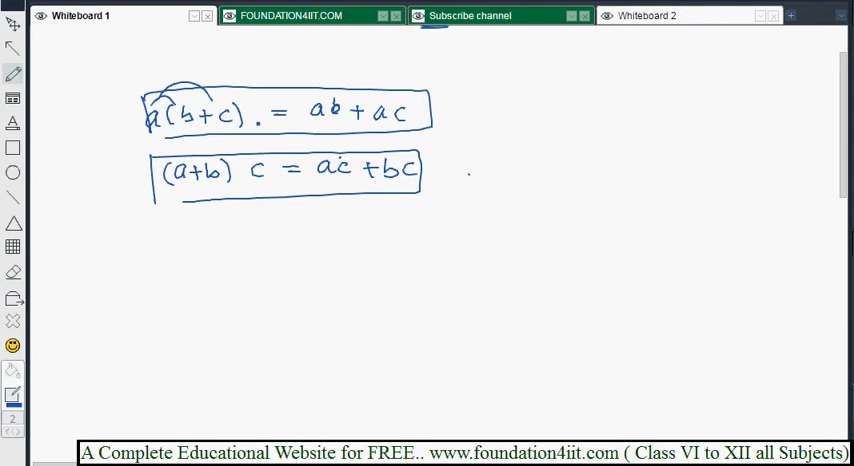 Whiteboard 1
FOUNDATION4IIT.COM
Subscribe channel
Whiteboard 2
a(b+c) . = ab + ac
(a+b) c = ac + bc
A
2
A Complete Educational Website for FREE.. www.foundation4iit.com ( Class VI to XII all Subjects)